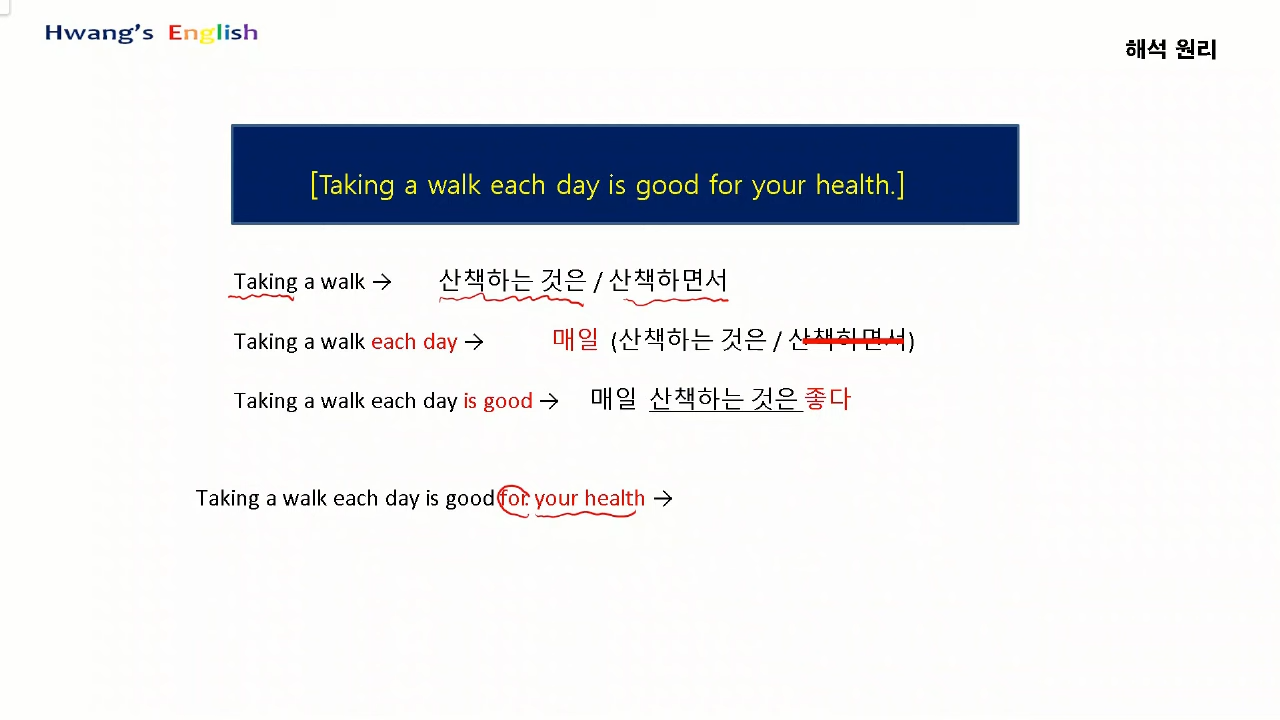 Hwang's English
해석 원리
[Taking a walk each day is good for your health.]
Taking a walk → 산책하는 것은 / 산책하면서
Taking a walk each day → 매일 (산책하는 것은 / 산책하면서)
Taking a walk each day is good → 매일 산책하는 것은 좋다
Taking a walk each day is good for your health →